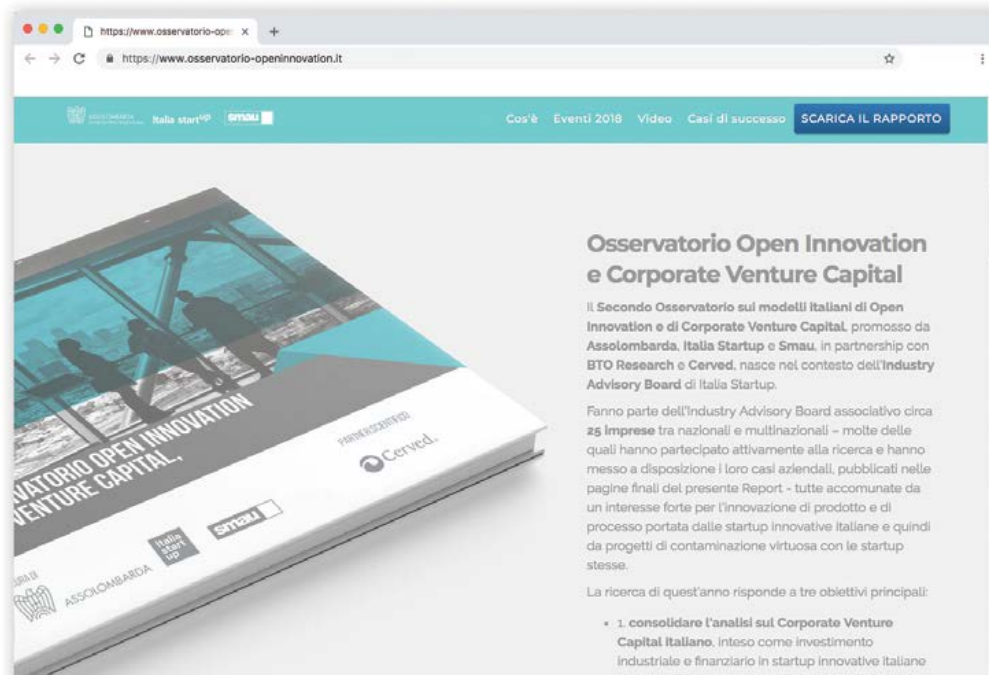 https://www.osservatorio-ope
https://www.osservatorio-openinnovation.it
ASSOLOMBARDA
Italia startup
smau
Cos'è Eventi 2018 Video Casi di successo SCARICA IL RAPPORTO
VATORIO OPEN INNOVATION
VENTURE CAPITAL,
PARTNER SCIENTIFICO
Cerved.
URA DI
ASSOLOMBARDA
Italia
start
up
smau
Osservatorio Open Innovation
e Corporate Venture Capital
Il Secondo Osservatorio sui modelli italiani di Open
Innovation e di Corporate Venture Capital, promosso da
Assolombarda, Italia Startup e Smau, in partnership con
BTO Research e Cerved, nasce nel contesto dell'Industry
Advisory Board di Italia Startup.
Fanno parte dell'Industry Advisory Board associativo circa
25 imprese tra nazionali e multinazionali – molte delle
quali hanno partecipato attivamente alla ricerca e hanno
messo a disposizione i loro casi aziendali, pubblicati nelle
pagine finali del presente Report - tutte accomunate da
un interesse forte per l'innovazione di prodotto e di
processo portata dalle startup innovative italiane e quindi
da progetti di contaminazione virtuosa con le startup
stesse.
La ricerca di quest'anno risponde a tre obiettivi principali:
• 1. consolidare l'analisi sul Corporate Venture
Capital italiano, inteso come investimento
industriale e finanziario in startup innovative italiane